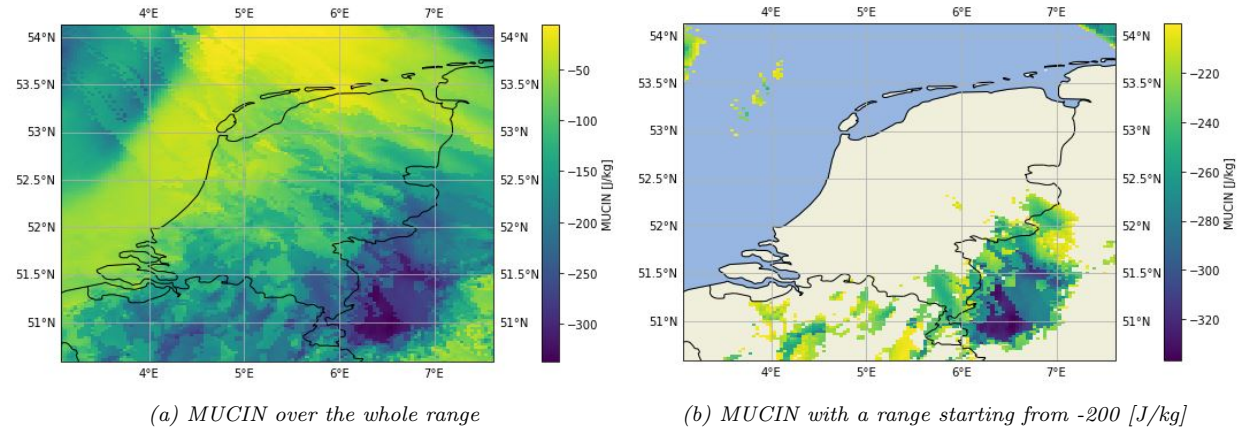 4°E 5°E 6°E 7°E
54°N 54°N
53.5°N 53.5°N
53°N 53°N
52.5°N 52.5°N
52°N 52°N
51.5°N 51.5°N
51°N 51°N
4°E 5°E 6°E 7°E
−50
−100
−150
−200
−250
−300
MUCIN [J/kg]
(a) MUCIN over the whole range
4°E 5°E 6°E 7°E
54°N 54°N
53.5°N 53.5°N
53°N 53°N
52.5°N 52.5°N
52°N 52°N
51.5°N 51.5°N
51°N 51°N
4°E 5°E 6°E 7°E
−220
−240
−260
−280
−300
−320
MUCIN [J/kg]
(b) MUCIN with a range starting from -200 [J/kg]